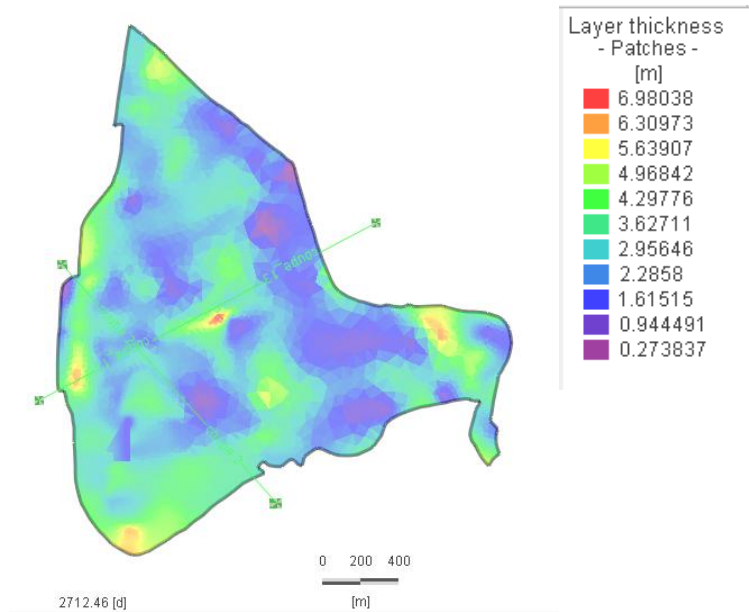 Layer thickness
- Patches -
[m]
6.98038
6.30973
5.63907
4.96842
4.29776
3.62711
2.95646
2.2858
1.61515
0.944491
0.273837
0 200 400
[m]
2712.46 [d]